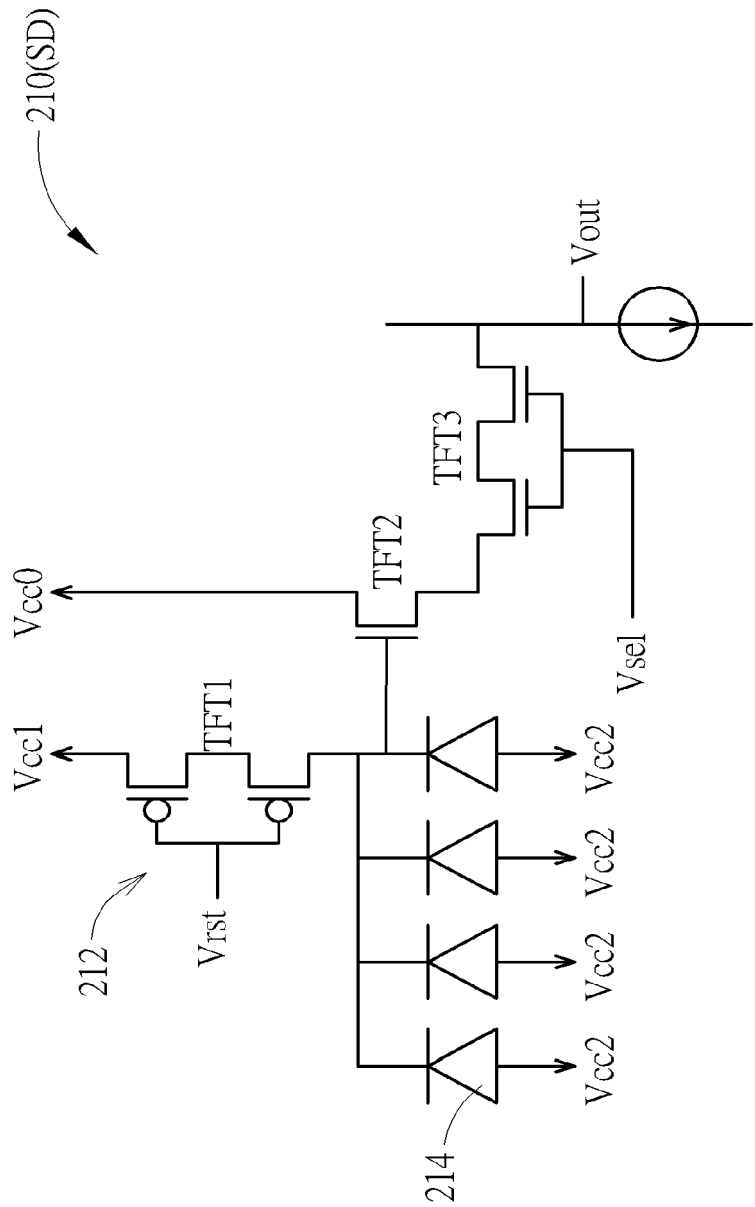 210(SD)
Vcc1
Vcc0
212
TFT1
Vrst
TFT2
TFT3
Vout
214
Vcc2
Vcc2
Vcc2
Vcc2
Vsel